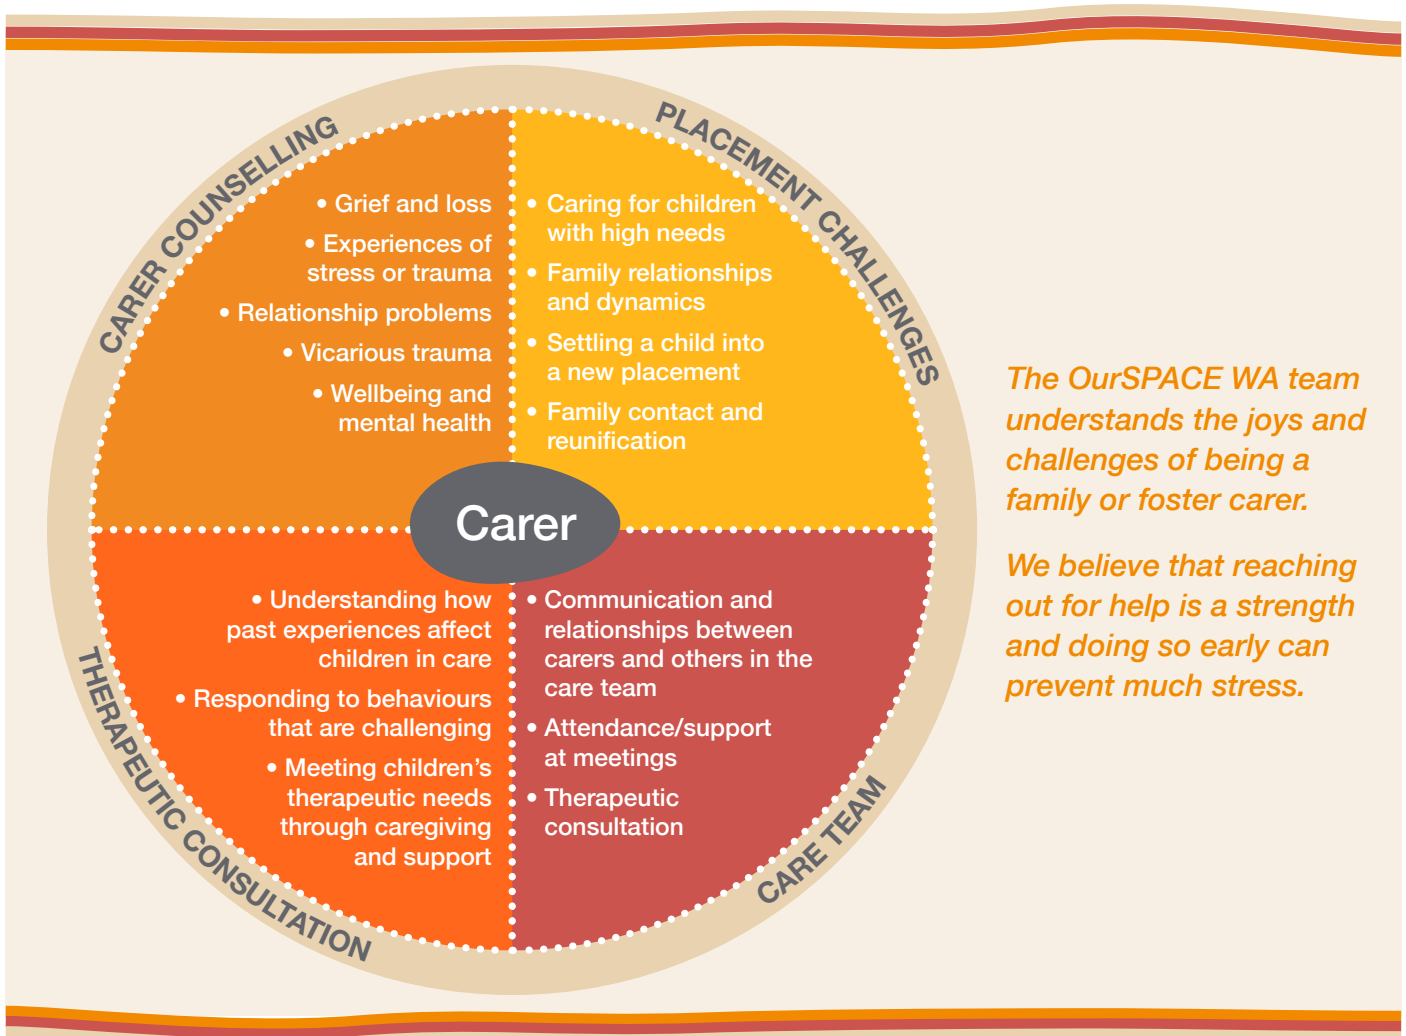 CARER COUNSELLING
• Grief and loss
• Experiences of
stress or trauma
• Relationship problems
• Vicarious trauma
• Wellbeing and
mental health
PLACEMENT CHALLENGES
• Caring for children
with high needs
• Family relationships
and dynamics
• Settling a child into
a new placement
• Family contact and
reunification
Carer
THERAPEUTIC CONSULTATION
• Understanding how
past experiences affect
children in care
• Responding to behaviours
that are challenging
• Meeting children's
therapeutic needs
through caregiving
and support
CARE TEAM
• Communication and
relationships between
carers and others in the
care team
• Attendance/support
at meetings
• Therapeutic
consultation
The OurSPACE WA team
understands the joys and
challenges of being a
family or foster carer.
We believe that reaching
out for help is a strength
and doing so early can
prevent much stress.